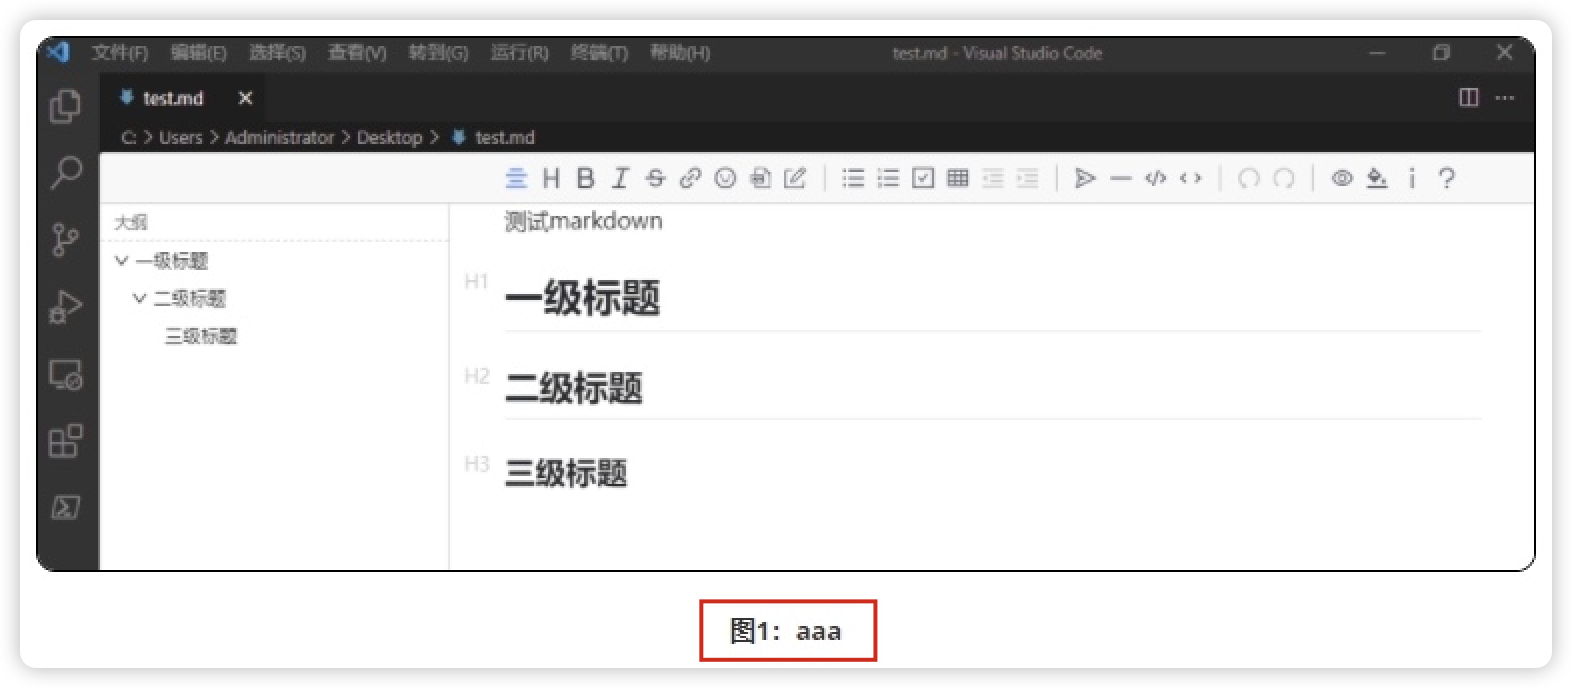 文件(F) 编辑(E) 选择(S) 查看(V) 转到(G) 运行(R) 终端(T) 帮助(H) test.md - Visual Studio Code
test.md
C: > Users > Administrator > Desktop > test.md
大纲
一级标题
二级标题
三级标题
测试markdown
H1 一级标题
H2 二级标题
H3 三级标题
图1：aaa